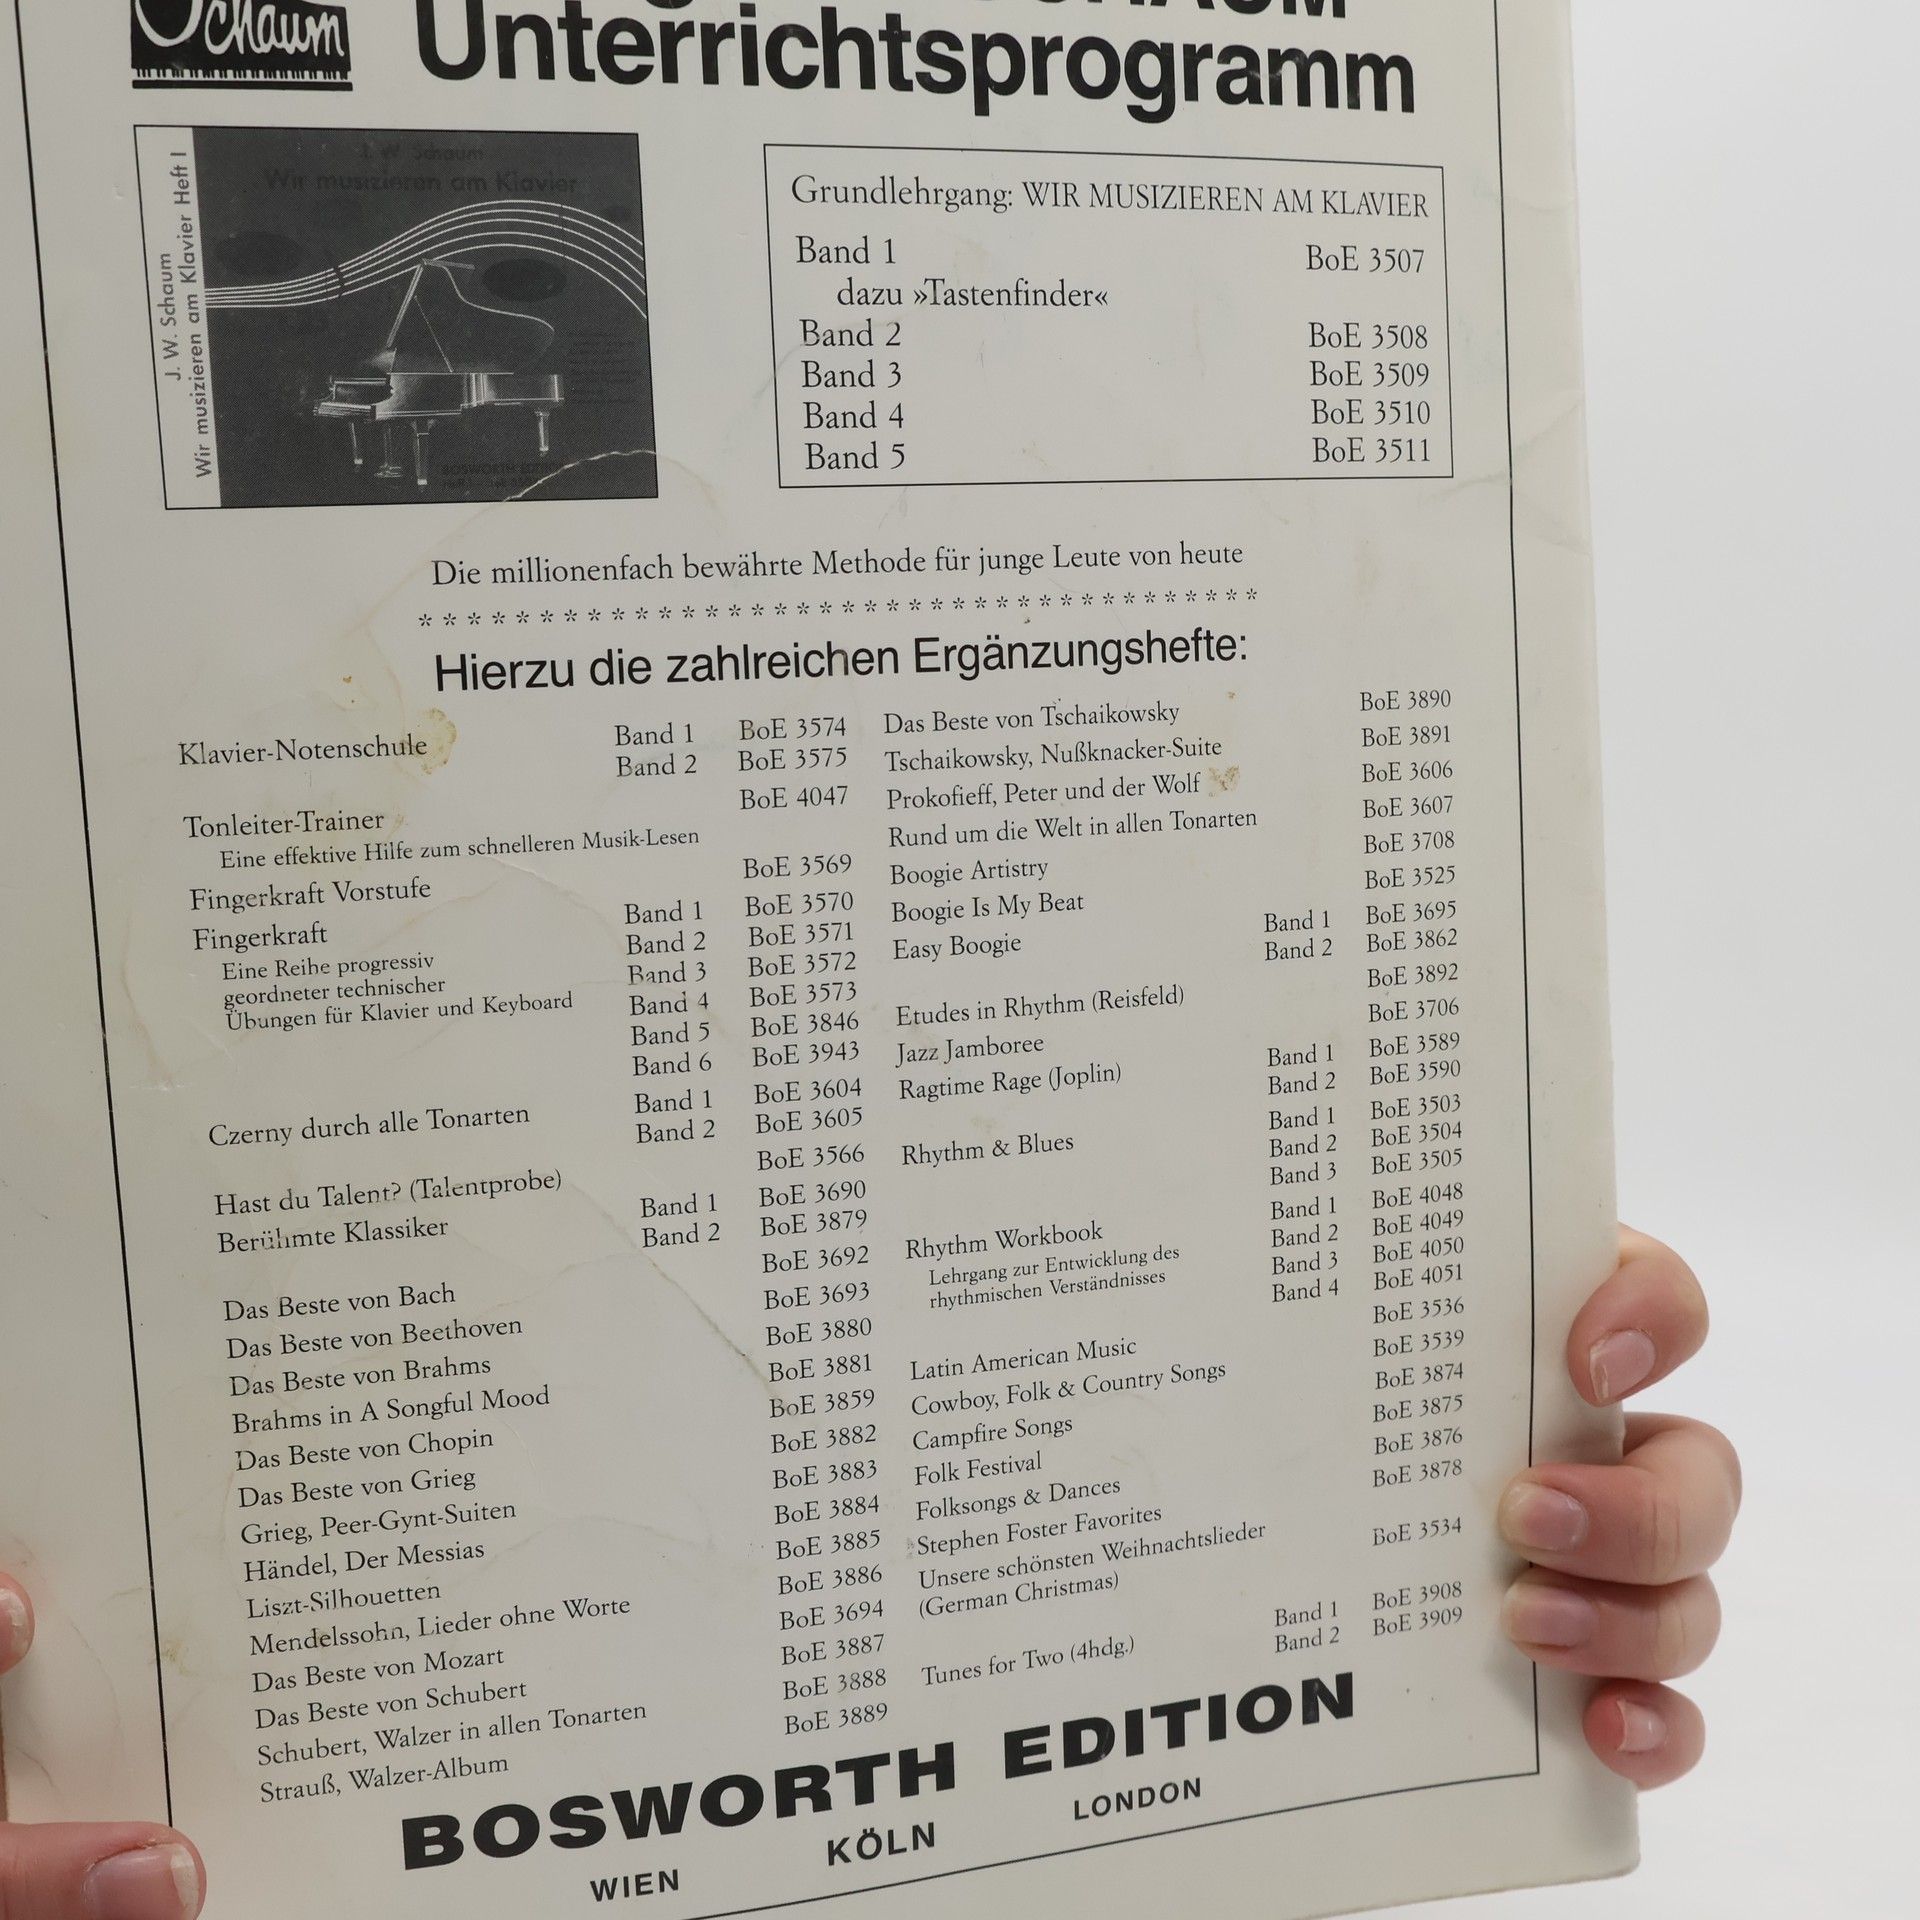 Schaum
Unterrichtsprogramm
J. W. Schaum
Wir musizieren am Klavier Heft I
J. W. Schaum
Wir musizieren am Klavier
Grundlehrgang: WIR MUSIZIEREN AM KLAVIER
Band 1 BoE 3507
dazu »Tastenfinder«
Band 2 BoE 3508
Band 3 BoE 3509
Band 4 BoE 3510
Band 5 BoE 3511
Die millionenfach bewährte Methode für junge Leute von heute
* * * * * * * * * * * * * * * * * * * * * * * * * * * * * * * * * * *
Hierzu die zahlreichen Ergänzungshefte:
Klavier-Notenschule Band 1 BoE 3574
Band 2 BoE 3575
Tonleiter-Trainer BoE 4047
Eine effektive Hilfe zum schnelleren Musik-Lesen
Fingerkraft Vorstufe BoE 3569
Fingerkraft Band 1 BoE 3570
Eine Reihe progressiv Band 2 BoE 3571
geordneter technischer Band 3 BoE 3572
Übungen für Klavier und Keyboard Band 4 BoE 3573
Band 5 BoE 3846
Band 6 BoE 3943
Czerny durch alle Tonarten Band 1 BoE 3604
Band 2 BoE 3605
Hast du Talent? (Talentprobe) BoE 3566
Berühmte Klassiker Band 1 BoE 3690
Band 2 BoE 3879
Das Beste von Bach BoE 3692
Das Beste von Beethoven BoE 3693
Das Beste von Brahms BoE 3880
Brahms in A Songful Mood BoE 3881
Das Beste von Chopin BoE 3859
Das Beste von Grieg BoE 3882
Grieg, Peer-Gynt-Suiten BoE 3883
Händel, Der Messias BoE 3884
Liszt-Silhouetten BoE 3885
Mendelssohn, Lieder ohne Worte BoE 3886
Das Beste von Mozart BoE 3694
Das Beste von Schubert BoE 3887
Schubert, Walzer in allen Tonarten BoE 3888
Strauß, Walzer-Album BoE 3889
Das Beste von Tschaikowsky BoE 3890
Tschaikowsky, Nußknacker-Suite BoE 3891
Prokofieff, Peter und der Wolf BoE 3606
Rund um die Welt in allen Tonarten BoE 3607
Boogie Artistry BoE 3708
Boogie Is My Beat BoE 3525
Easy Boogie Band 1 BoE 3695
Band 2 BoE 3862
Etudes in Rhythm (Reisfeld) BoE 3892
Jazz Jamboree BoE 3706
Ragtime Rage (Joplin) Band 1 BoE 3589
Band 2 BoE 3590
Rhythm & Blues Band 1 BoE 3503
Band 2 BoE 3504
Band 3 BoE 3505
Rhythm Workbook Band 1 BoE 4048
Lehrgang zur Entwicklung des Band 2 BoE 4049
rhythmischen Verständnisses Band 3 BoE 4050
Band 4 BoE 4051
Latin American Music BoE 3536
Cowboy, Folk & Country Songs BoE 3539
Campfire Songs BoE 3874
Folk Festival BoE 3875
Folksongs & Dances BoE 3876
Stephen Foster Favorites BoE 3878
Unsere schönsten Weihnachtslieder
(German Christmas) BoE 3534
Tunes for Two (4hdg.) Band 1 BoE 3908
Band 2 BoE 3909
BOSWORTH EDITION
WIEN KÖLN LONDON